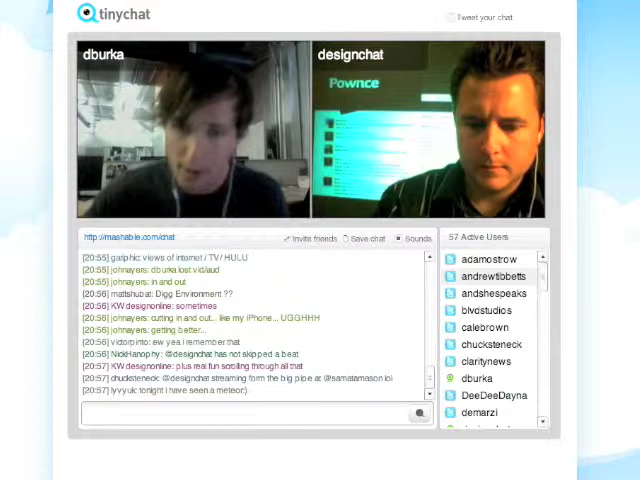 tinychat
Tweet your chat
dburka
designchat
Pownce
http://mashable.com/chat
Invite friends
Save chat
Sounds
57 Active Users
[20:55] garphic: views of internet / TV/ HULU
[20:55] johnayers: dburka lost vid/aud
[20:55] johnayers: in and out
[20:56] mattshubat: Digg Environment ??
[20:56] KWdesignonline: sometimes
[20:56] johnayers: cutting in and out... like my iPhone... UGGHHH
[20:56] johnayers: getting better...
[20:56] victorpinto: ew yea i remember that
[20:56] NickHanophy: @designchat has not skipped a beat
[20:57] KWdesignonline: plus real fun scrolling through all that
[20:57] chucksteneck: @designchat streaming form the big pipe at @samatamason lol
[20:57] lyvyuk: tonight i have seen a meteor:)
adamostrow
andrewtibbetts
andshespeaks
blvdstudios
calebrown
chucksteneck
claritynews
dburka
DeeDeeDayna
demarzi